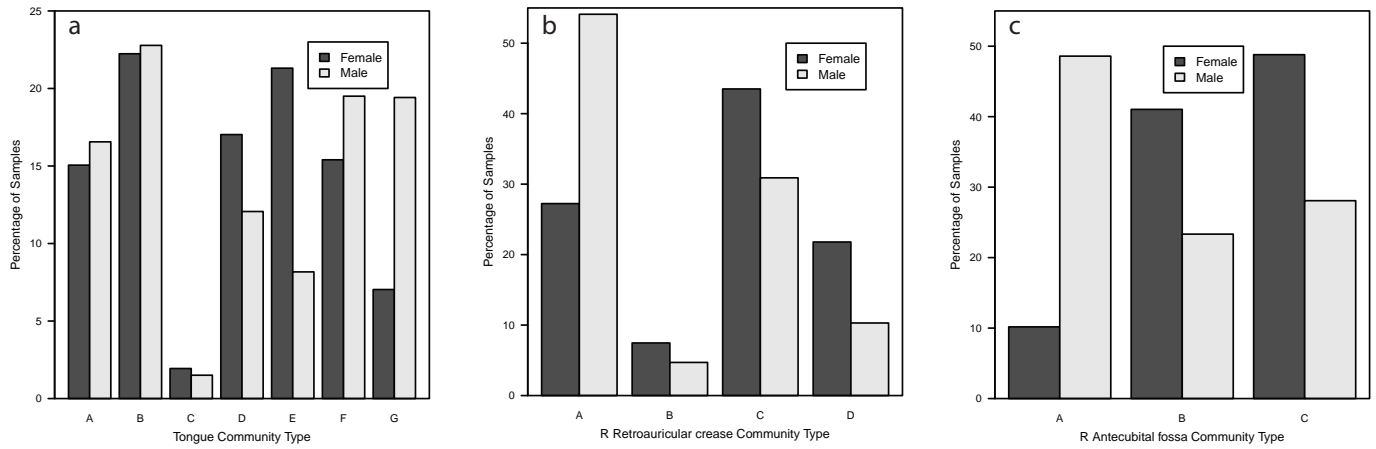 a
25
20
15
10
5
0
Percentage of Samples
Female
Male
A B C D E F G
Tongue Community Type
b
50
40
30
20
10
0
Percentage of Samples
Female
Male
A B C D
R Retroauricular crease Community Type
c
50
40
30
20
10
0
Percentage of Samples
Female
Male
A B C
R Antecubital fossa Community Type